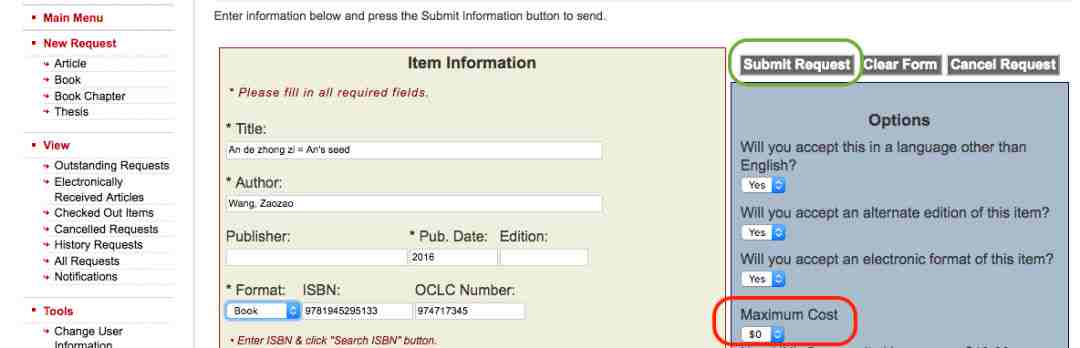 Main Menu
New Request
Article
Book
Book Chapter
Thesis
View
Outstanding Requests
Electronically
Received Articles
Checked Out Items
Cancelled Requests
History Requests
All Requests
Notifications
Tools
Change User
Information
Enter information below and press the Submit Information button to send.
Item Information
* Please fill in all required fields.
* Title:
An de zhong zi = An's seed
* Author:
Wang, Zaozao
Publisher: * Pub. Date: Edition:
2016
* Format: ISBN: OCLC Number:
Book 9781945295133 974717345
• Enter ISBN & click "Search ISBN" button.
Submit Request Clear Form Cancel Request
Options
Will you accept this in a language other than
English?
Yes
Will you accept an alternate edition of this item?
Yes
Will you accept an electronic format of this item?
Yes
Maximum Cost
$0